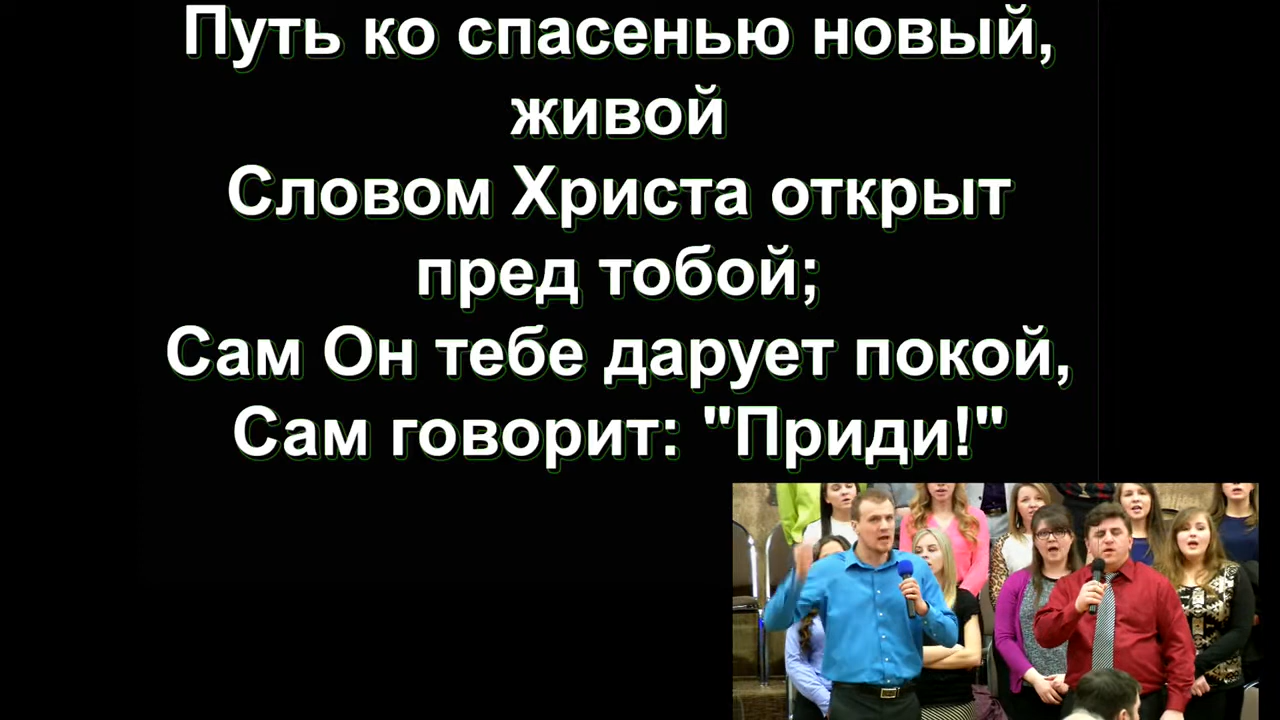 Путь ко спасенью новый,
живой
Словом Христа открыт
пред тобой;
Сам Он тебе дарует покой,
Сам говорит: "Приди!"